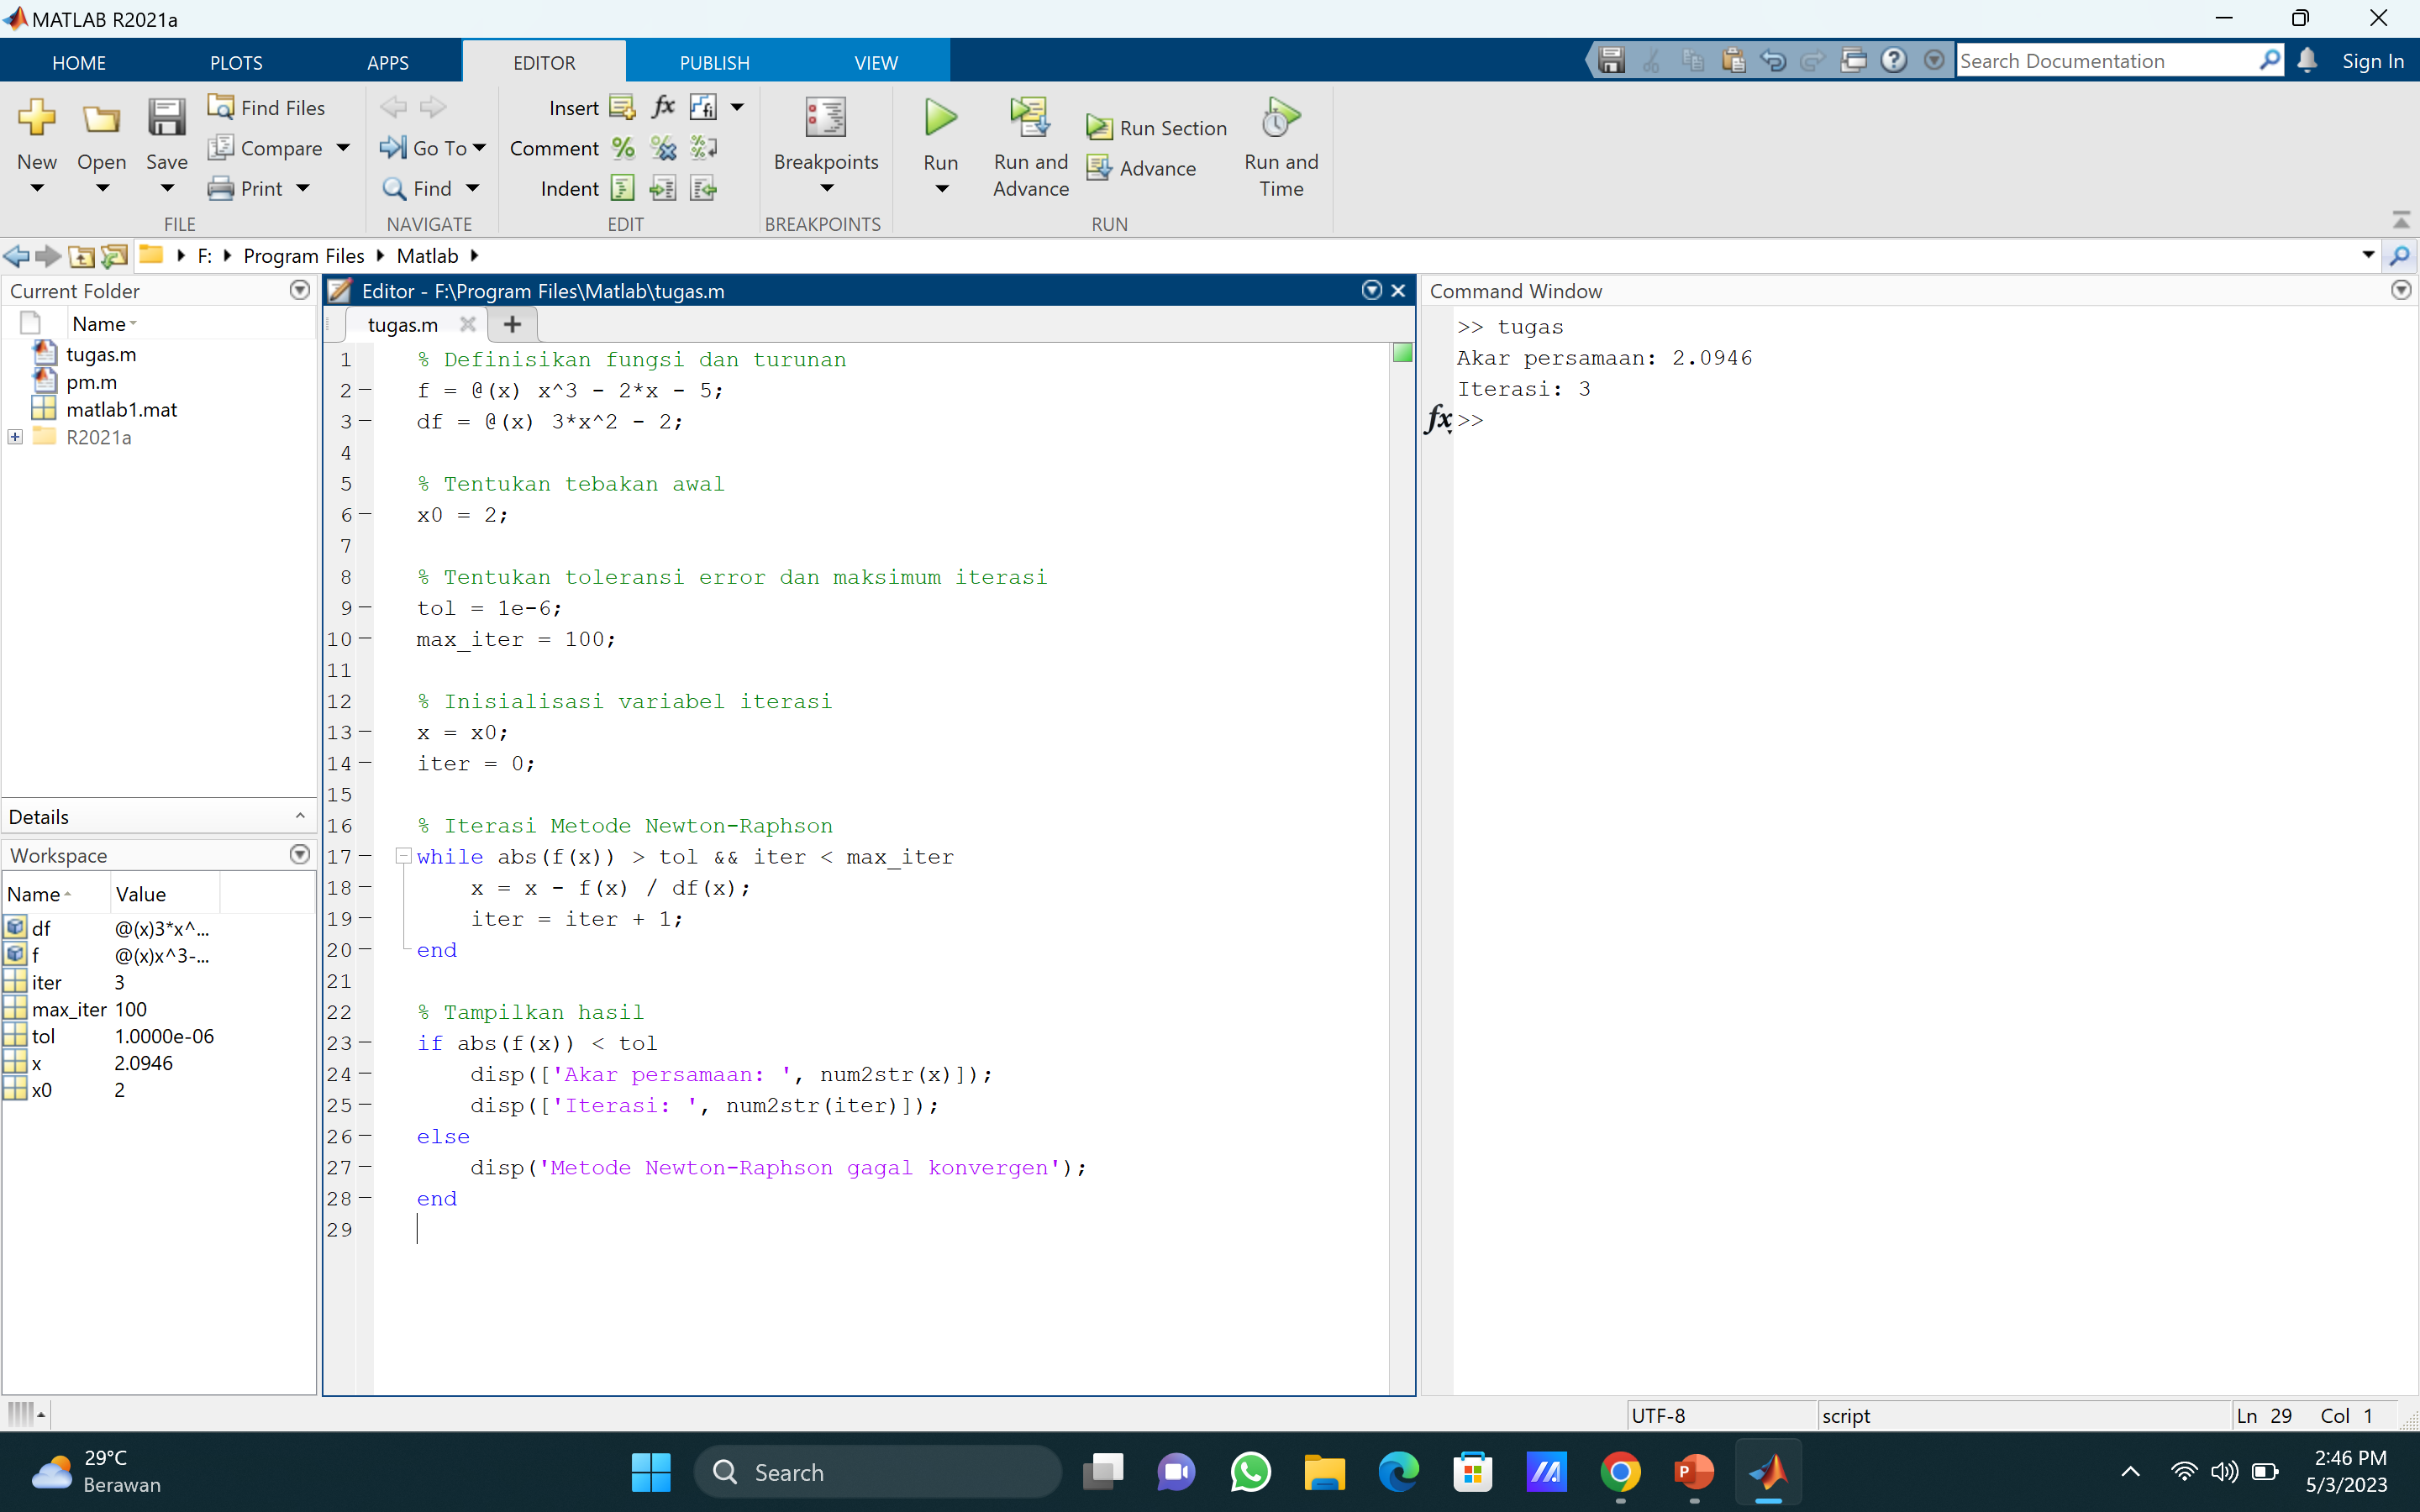 MATLAB R2021a
HOME PLOTS APPS EDITOR PUBLISH VIEW
Search Documentation Sign In
New Open Save
Find Files
Compare
Print
FILE
Go To
Find
NAVIGATE
Insert fx fi
Comment
Indent
EDIT
Breakpoints
BREAKPOINTS
Run
Run and Advance
Run Section
Advance
Run and Time
RUN
F: Program Files Matlab
Current Folder
Name
tugas.m
pm.m
matlab1.mat
R2021a
Details
Workspace
Name Value
df @(x)3*x^...
f @(x)x^3-...
iter 3
max_iter 100
tol 1.0000e-06
x 2.0946
x0 2
Editor - F:\Program Files\Matlab\tugas.m
tugas.m
1 % Definisikan fungsi dan turunan
2 f = @(x) x^3 - 2*x - 5;
3 df = @(x) 3*x^2 - 2;
4
5 % Tentukan tebakan awal
6 x0 = 2;
7
8 % Tentukan toleransi error dan maksimum iterasi
9 tol = 1e-6;
10 max_iter = 100;
11
12 % Inisialisasi variabel iterasi
13 x = x0;
14 iter = 0;
15
16 % Iterasi Metode Newton-Raphson
17 while abs(f(x)) > tol && iter < max_iter
18 x = x - f(x) / df(x);
19 iter = iter + 1;
20 end
21
22 % Tampilkan hasil
23 if abs(f(x)) < tol
24 disp(['Akar persamaan: ', num2str(x)]);
25 disp(['Iterasi: ', num2str(iter)]);
26 else
27 disp('Metode Newton-Raphson gagal konvergen');
28 end
29
Command Window
>> tugas
Akar persamaan: 2.0946
Iterasi: 3
fx >>
UTF-8 script Ln 29 Col 1
29°C
Berawan
Search
2:46 PM
5/3/2023